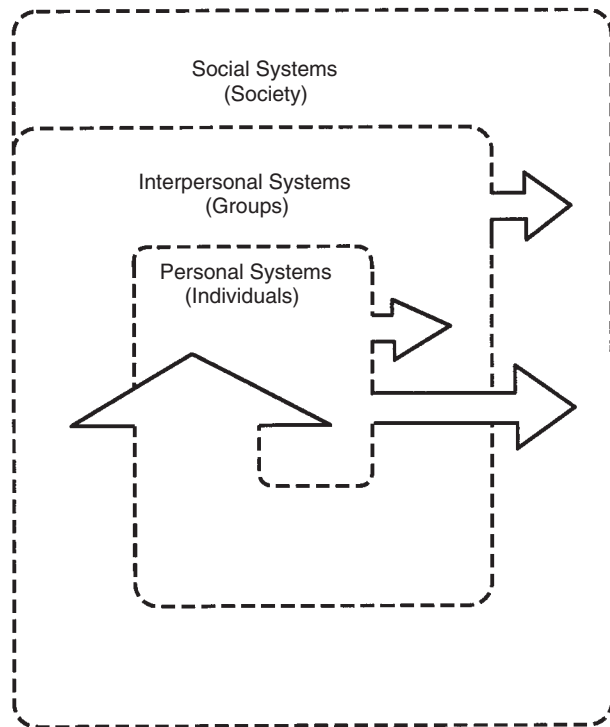 Social Systems
(Society)
Interpersonal Systems
(Groups)
Personal Systems
(Individuals)